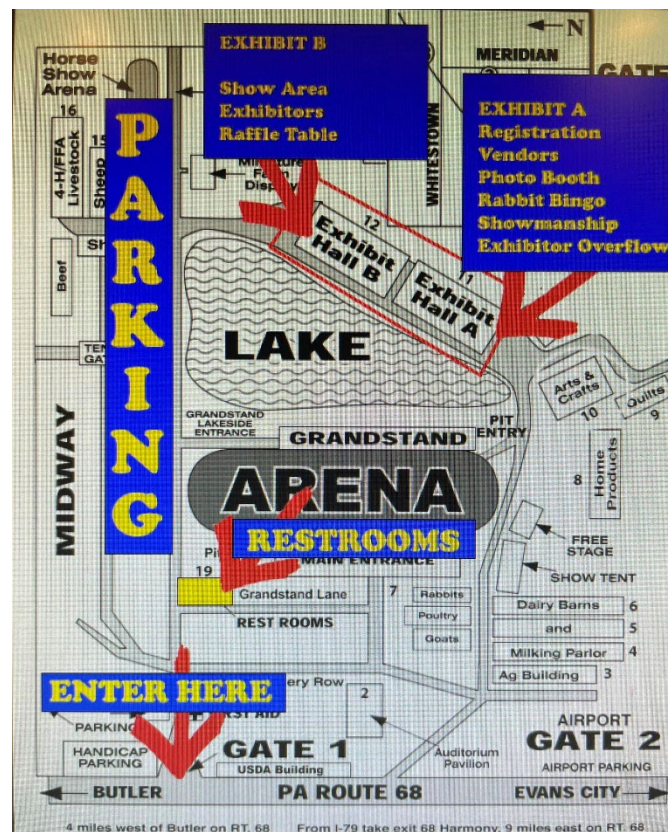 N
MERIDIAN
Horse
Show
Arena
EXHIBIT B
Show Area
Exhibitors
Raffle Table
EXHIBIT A
Registration
Vendors
Photo Booth
Rabbit Bingo
Showmanship
Exhibitor Overflow
GATE
16
4-H/FFA
Livestock
15
Sheep
PARKING
Display
WHITESTOWN
12
Exhibit
Hall B
11
Exhibit
Hall A
Beef
LAKE
Arts &
Crafts
10
Quilts
9
GRANDSTAND
LAKESIDE
ENTRANCE
PIT
ENTRY
GRANDSTAND
MIDWAY
ARENA
8
Home
Products
RESTROOMS
MAIN ENTRANCE
FREE
STAGE
SHOW TENT
19
Grandstand Lane
REST ROOMS
7
Rabbits
Poultry
Goats
Dairy Barns
6
and
5
Milking Parlor
4
Ag Building
3
ENTER HERE
Row
2
PARKING
FIRST AID
HANDICAP
PARKING
GATE 1
USDA Building
Auditorium
Pavilion
AIRPORT
GATE 2
AIRPORT PARKING
BUTLER
PA ROUTE 68
EVANS CITY
4 miles west of Butler on RT. 68
From I-79 take exit 68 Harmony, 9 miles east on RT. 68